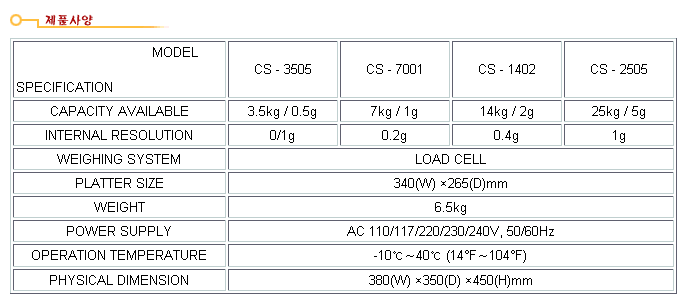 제품사양
MODEL
SPECIFICATION
CS - 3505 CS - 7001 CS - 1402 CS - 2505
CAPACITY AVAILABLE 3.5kg / 0.5g 7kg / 1g 14kg / 2g 25kg / 5g
INTERNAL RESOLUTION 0/1g 0.2g 0.4g 1g
WEIGHING SYSTEM LOAD CELL
PLATTER SIZE 340(W) ×265(D)mm
WEIGHT 6.5kg
POWER SUPPLY AC 110/117/220/230/240V, 50/60Hz
OPERATION TEMPERATURE -10℃~40℃ (14°F~104°F)
PHYSICAL DIMENSION 380(W) ×350(D) ×450(H)mm